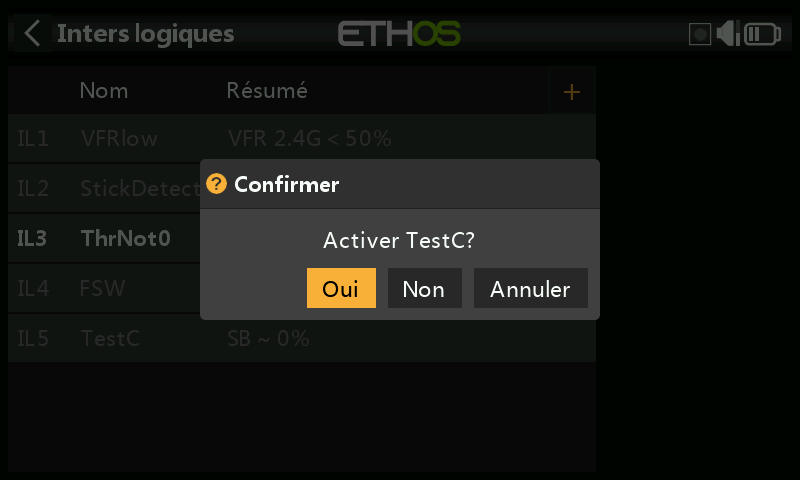 Inters logiques ETHOS
Nom Résumé +
IL1 VFRlow VFR 2.4G < 50%
IL2 StickDetect
? Confirmer
IL3 ThrNot0
Activer TestC?
IL4 FSW
Oui Non Annuler
IL5 TestC SB ~ 0%